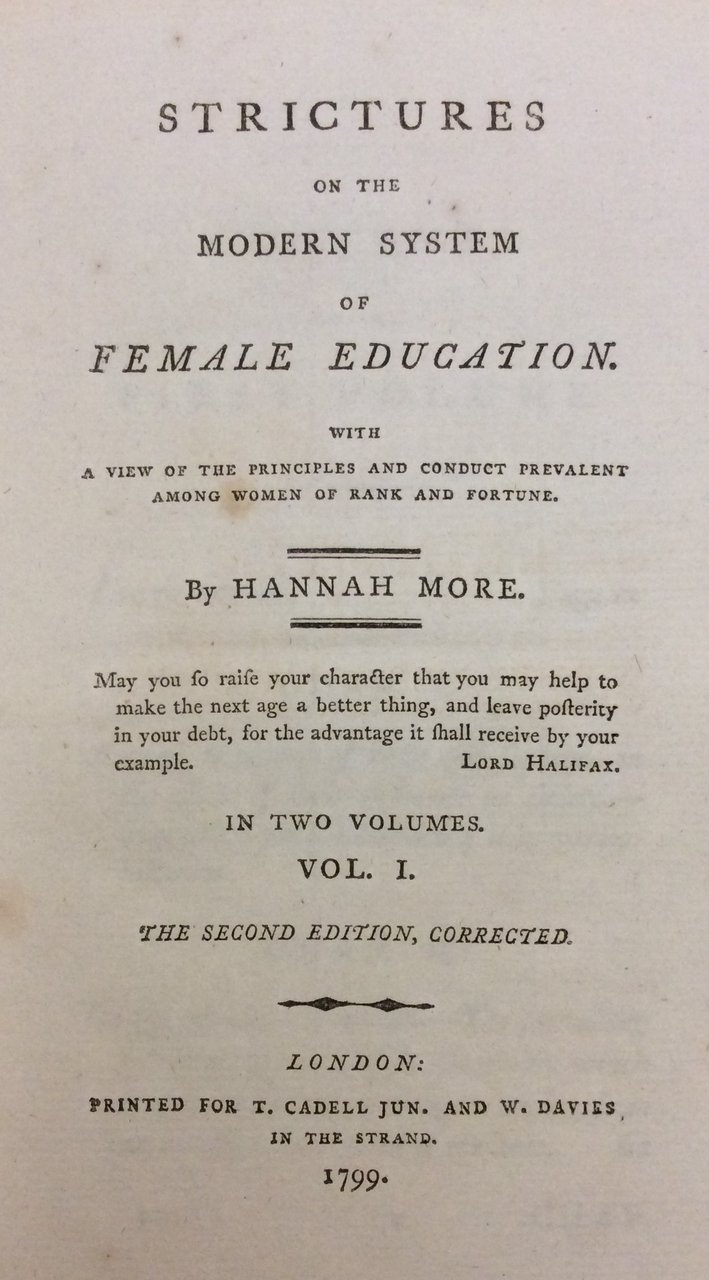 STRICTURES
ON THE
MODERN SYSTEM
OF
FEMALE EDUCATION.
WITH
A VIEW OF THE PRINCIPLES AND CONDUCT PREVALENT
AMONG WOMEN OF RANK AND FORTUNE.
By HANNAH MORE.
May you ſo raiſe your character that you may help to
make the next age a better thing, and leave poſterity
in your debt, for the advantage it ſhall receive by your
example. LORD HALIFAX.
IN TWO VOLUMES.
VOL. I.
THE SECOND EDITION, CORRECTED.
LONDON:
PRINTED FOR T. CADELL JUN. AND W. DAVIES,
IN THE STRAND.
1799.